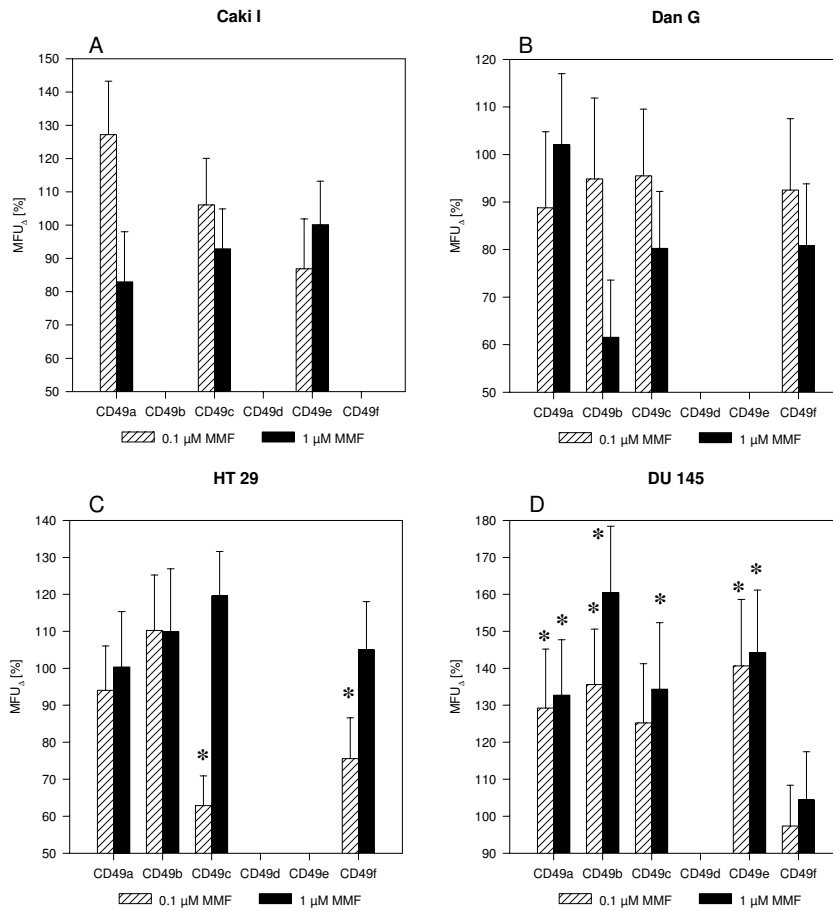 Caki I
A
150
140
130
120
110
100
90
80
70
60
50
MFUΔ [%]
CD49a CD49b CD49c CD49d CD49e CD49f
0.1 µM MMF 1 µM MMF
Dan G
B
120
110
100
90
80
70
60
50
MFUΔ [%]
CD49a CD49b CD49c CD49d CD49e CD49f
0.1 µM MMF 1 µM MMF
HT 29
C
140
130
120
110
100
90
80
70
60
50
MFUΔ [%]
*
*
CD49a CD49b CD49c CD49d CD49e CD49f
0.1 µM MMF 1 µM MMF
DU 145
D
180
170
160
150
140
130
120
110
100
90
MFUΔ [%]
* * * * * * *
CD49a CD49b CD49c CD49d CD49e CD49f
0.1 µM MMF 1 µM MMF